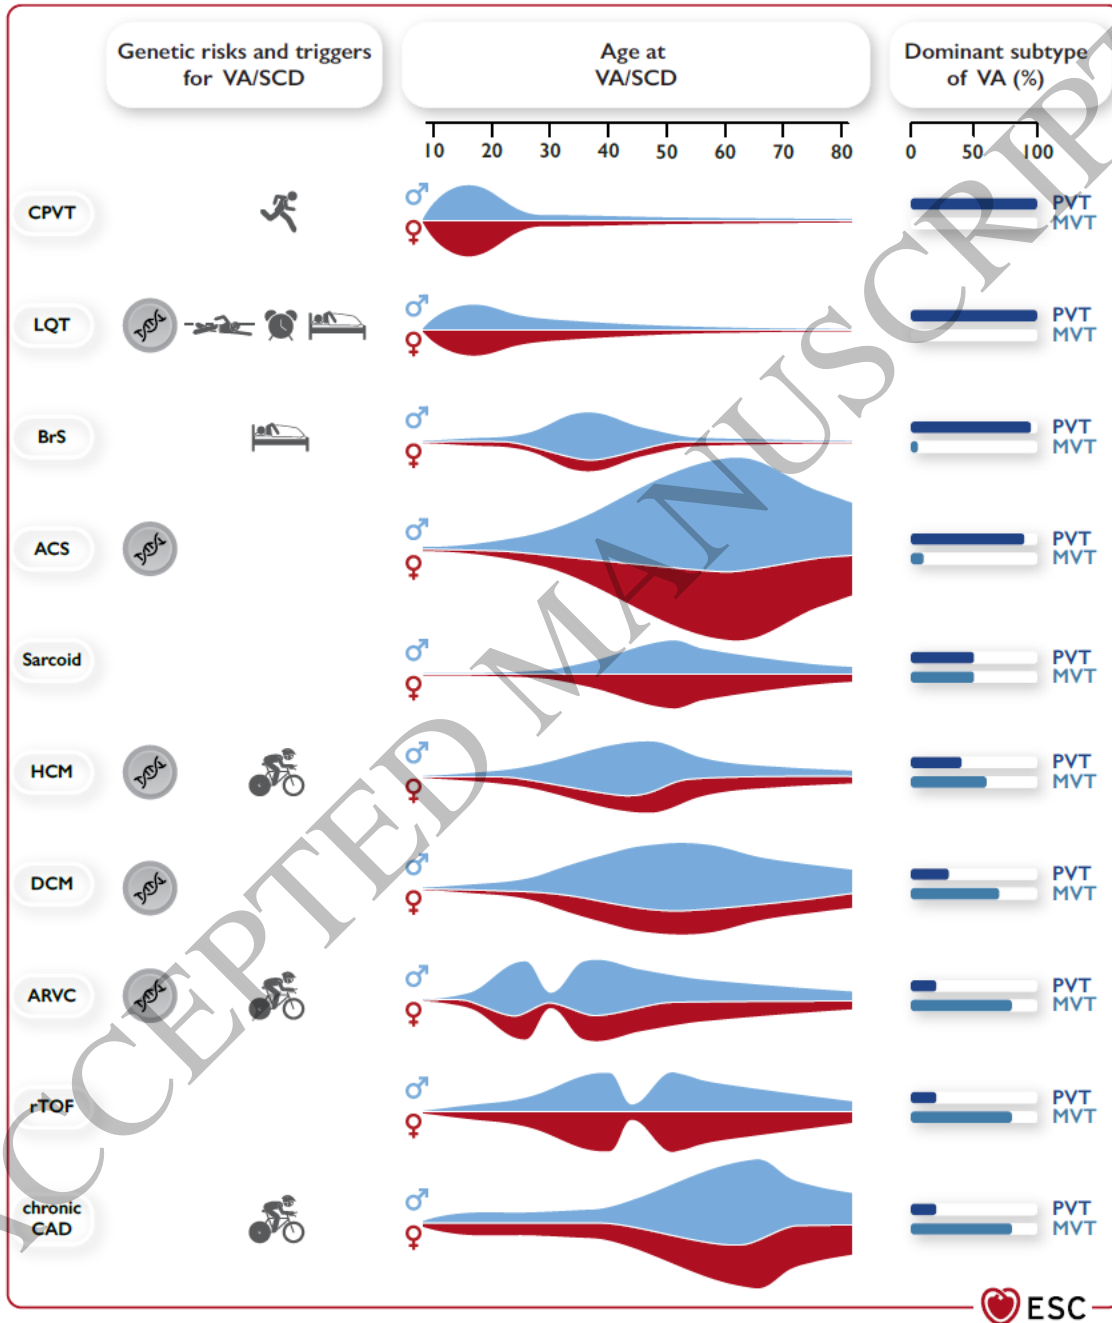 Genetic risks and triggers
for VA/SCD
Age at
VA/SCD
Dominant subtype
of VA (%)
10 20 30 40 50 60 70 80
0 50 100
CPVT
♂
♀
PVT
MVT
LQT
♂
♀
PVT
MVT
BrS
♂
♀
PVT
MVT
ACS
♂
♀
PVT
MVT
Sarcoid
♂
♀
PVT
MVT
HCM
♂
♀
PVT
MVT
DCM
♂
♀
PVT
MVT
ARVC
♂
♀
PVT
MVT
rTOF
♂
♀
PVT
MVT
chronic
CAD
♂
♀
PVT
MVT
ACCEPTED MANUSCRIPT
ESC